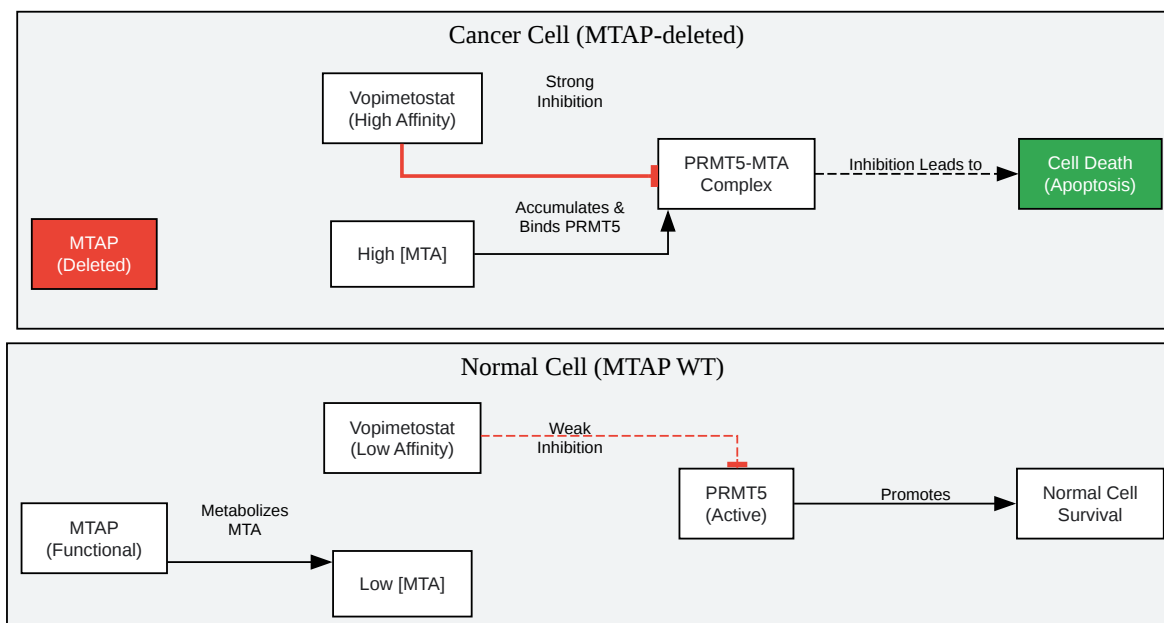 Cancer Cell (MTAP-deleted)
Vopimetostat
(High Affinity)
Strong
Inhibition
PRMT5-MTA
Complex
Inhibition Leads to
Cell Death
(Apoptosis)
Accumulates &
Binds PRMT5
MTAP
(Deleted)
High [MTA]
Normal Cell (MTAP WT)
Vopimetostat
(Low Affinity)
Weak
Inhibition
PRMT5
(Active)
Promotes
Normal Cell
Survival
MTAP
(Functional)
Metabolizes
MTA
Low [MTA]